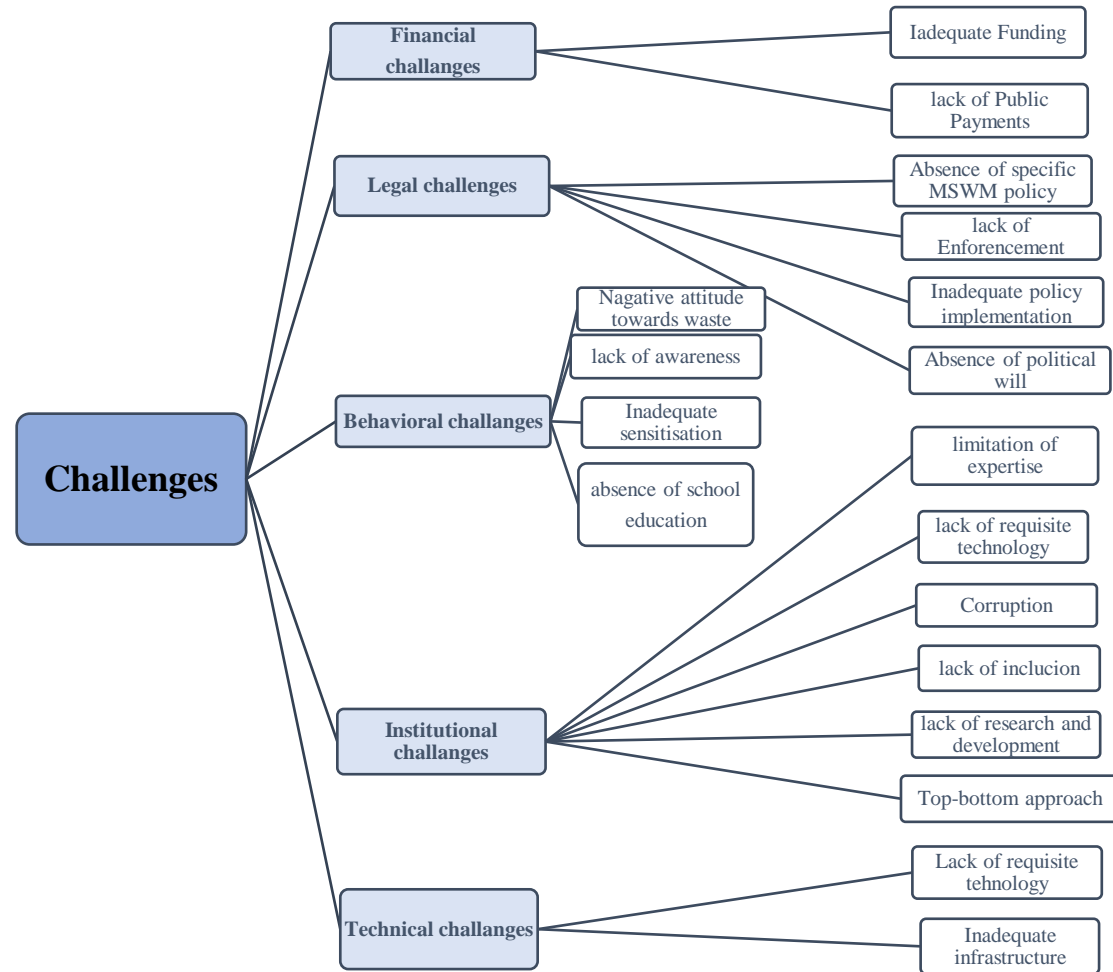 Challenges
Financial
challanges
Iadequate Funding
lack of Public
Payments
Legal challenges
Absence of specific
MSWM policy
lack of
Enforencement
Inadequate policy
implementation
Absence of political
will
Behavioral challanges
Nagative attitude
towards waste
lack of awareness
Inadequate
sensitisation
absence of school
education
Institutional
challanges
limitation of
expertise
lack of requisite
technology
Corruption
lack of inclucion
lack of research and
development
Top-bottom approach
Technical challanges
Lack of requisite
tehnology
Inadequate
infrastructure